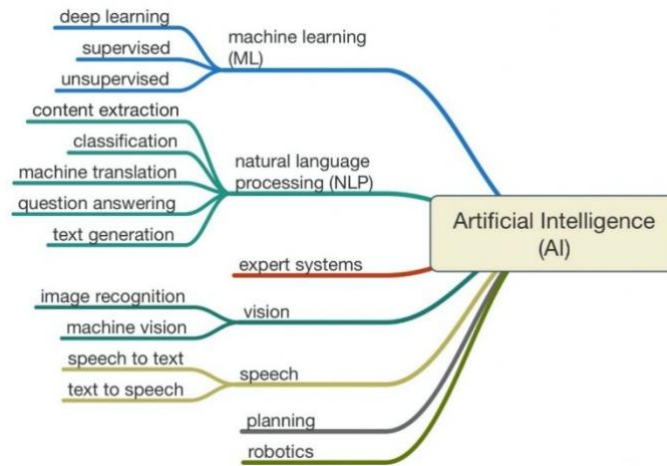 deep learning
supervised
unsupervised
machine learning
(ML)
content extraction
classification
machine translation
question answering
text generation
natural language
processing (NLP)
Artificial Intelligence
(AI)
expert systems
image recognition
machine vision
vision
speech to text
text to speech
speech
planning
robotics